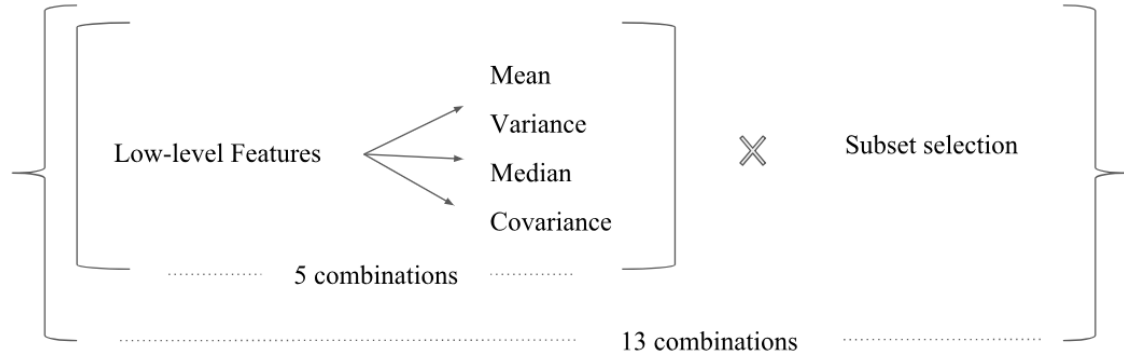 Mean
Variance
Low-level Features
Subset selection
Median
Covariance
5 combinations
13 combinations